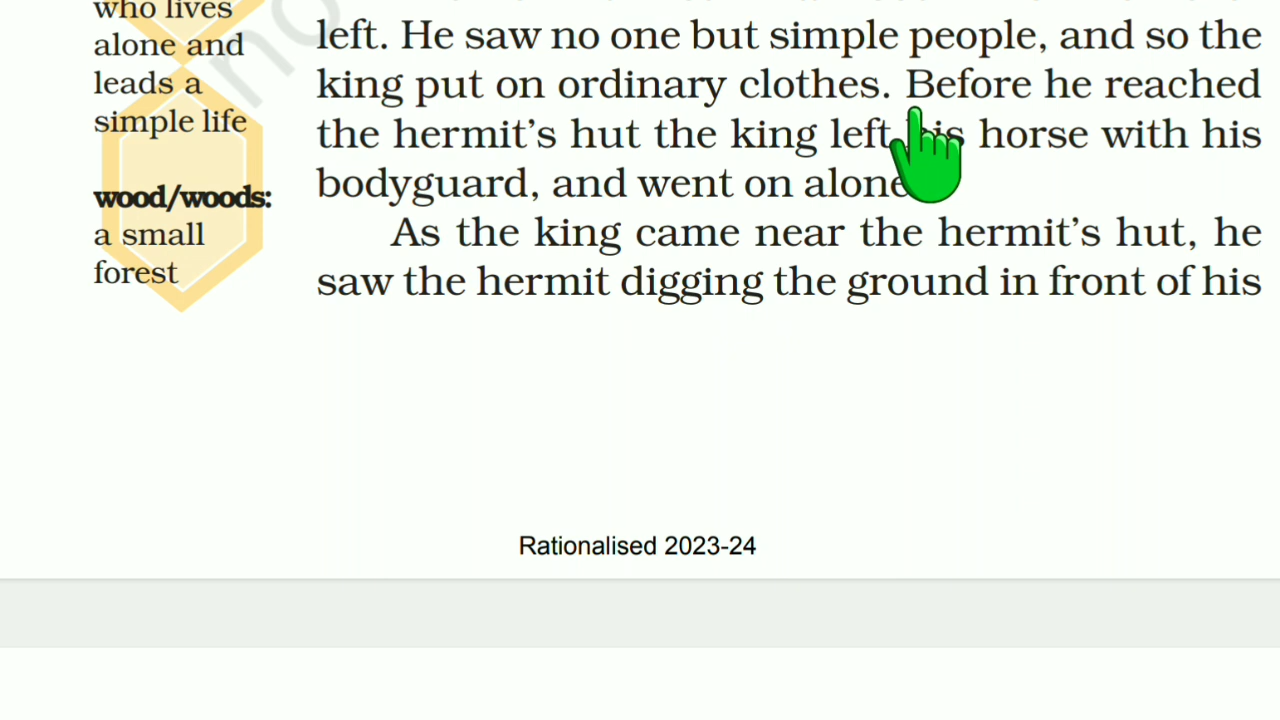 who lives
alone and
leads a
simple life
wood/woods:
a small
forest
left. He saw no one but simple people, and so the
king put on ordinary clothes. Before he reached
the hermit's hut the king left his horse with his
bodyguard, and went on alone
As the king came near the hermit's hut, he
saw the hermit digging the ground in front of his
Rationalised 2023-24